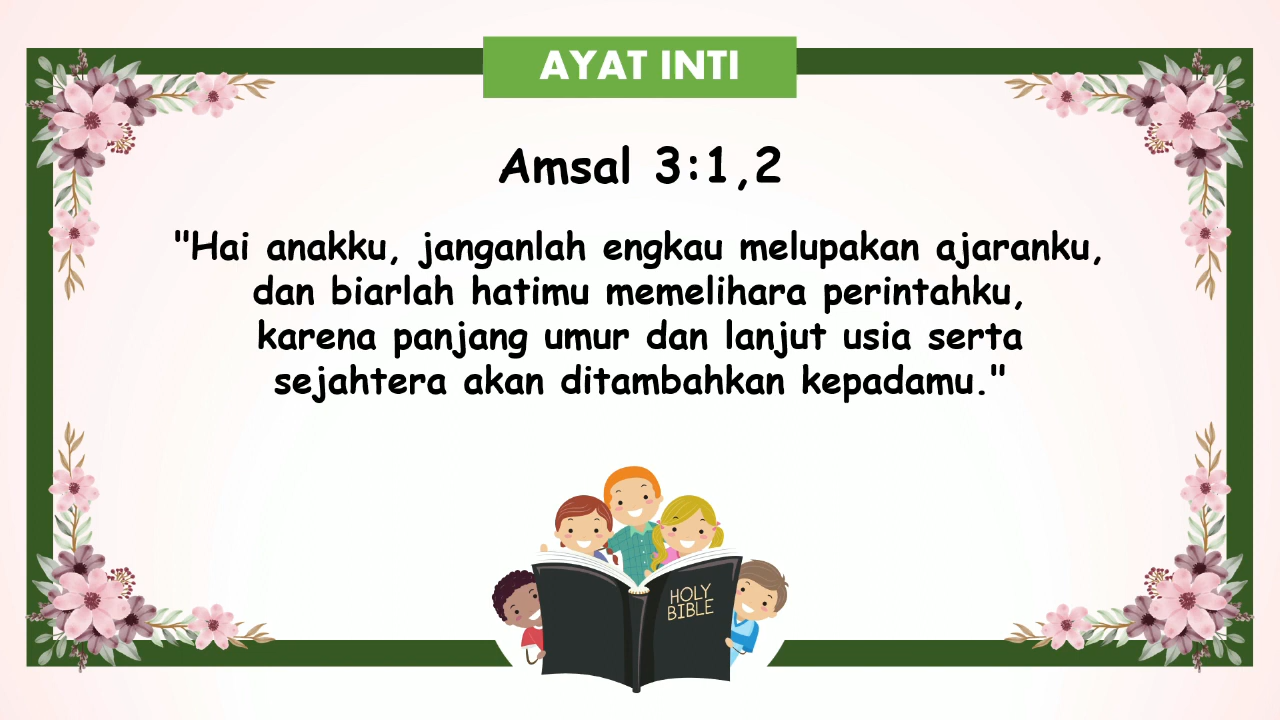 AYAT INTI
Amsal 3:1,2
"Hai anakku, janganlah engkau melupakan ajaranku,
dan biarlah hatimu memelihara perintahku,
karena panjang umur dan lanjut usia serta
sejahtera akan ditambahkan kepadamu."
HOLY
BIBLE